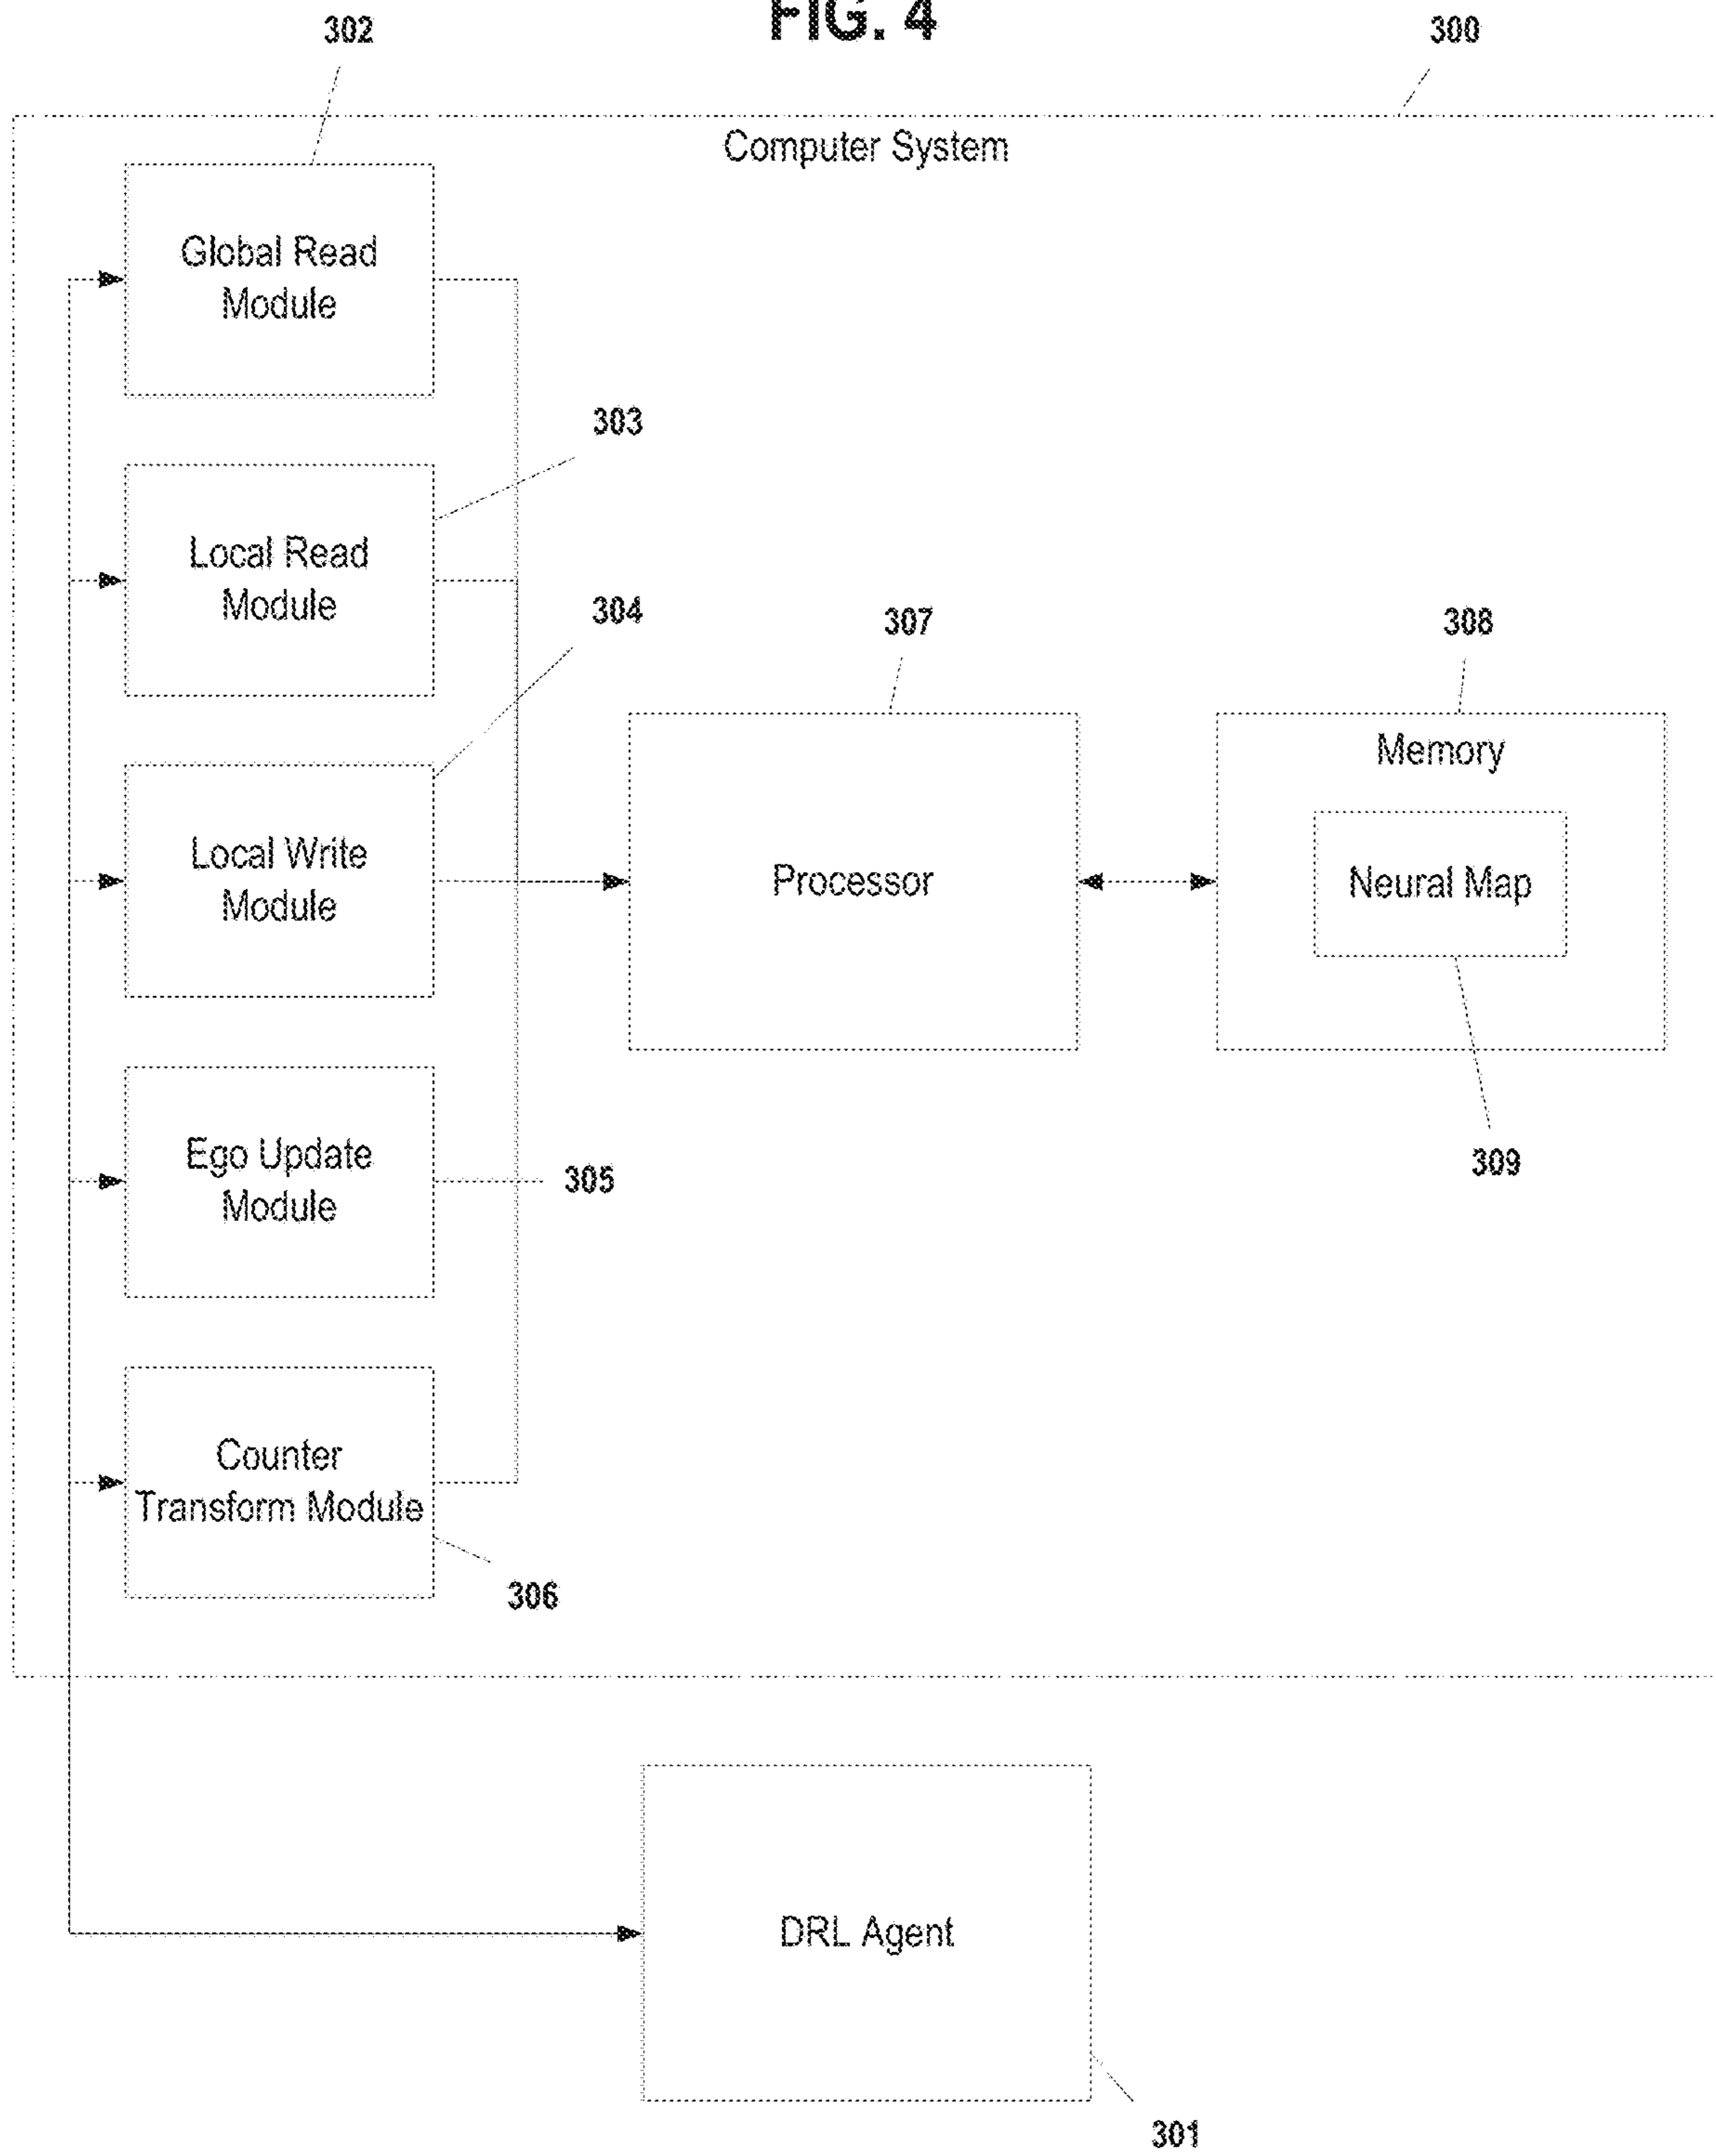 FIG. 4
302
300
Computer System
Global Read
Module
303
Local Read
Module
304
307
308
Memory
Local Write
Module
Processor
Neural Map
Ego Update
Module
305
309
Counter
Transform Module
306
DRL Agent
301